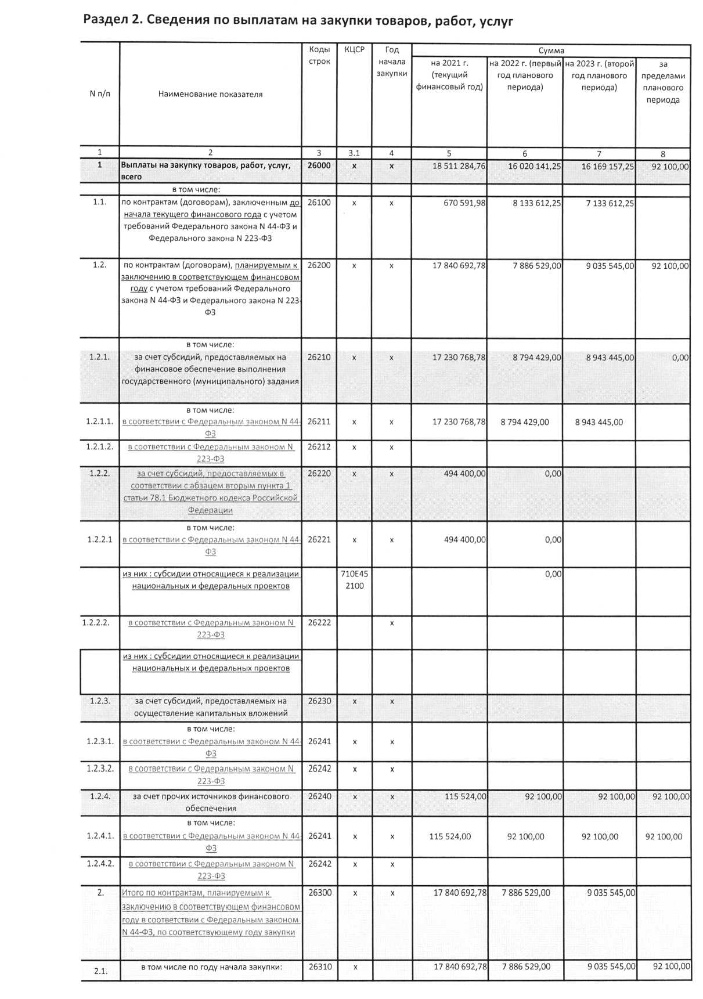 Раздел 2. Сведения по выплатам на закупки товаров, работ, услуг
N п/п
Наименование показателя
Коды
строк
КЦСР
Год
начала
закупки
Сумма
на 2021 г.
(текущий
финансовый год)
на 2022 г. (первый
год планового
периода)
на 2023 г. (второй
год планового
периода)
за
пределами
планового
периода
1 2 3 3.1 4 5 6 7 8
1 Выплаты на закупку товаров, работ, услуг, 26000 х х 18 511 284,76 16 020 141,25 16 169 157,25 92 100,00
всего
в том числе:
1.1. по контрактам (договорам), заключенным до 26100 х х 670 591,98 8 133 612,25 7 133 612,25
начала текущего финансового года с учетом
требований Федерального закона N 44-ФЗ и
Федерального закона N 223-ФЗ
1.2. по контрактам (договорам), планируемым к 26200 х х 17 840 692,78 7 886 529,00 9 035 545,00 92 100,00
заключению в соответствующем финансовом
году с учетом требований Федерального
закона N 44-ФЗ и Федерального закона N 223-
ФЗ
в том числе:
1.2.1. за счет субсидий, предоставляемых на 26210 х х 17 230 768,78 8 794 429,00 8 943 445,00 0,00
финансовое обеспечение выполнения
государственного (муниципального) задания
в том числе:
1.2.1.1. в соответствии с Федеральным законом N 44- 26211 х х 17 230 768,78 8 794 429,00 8 943 445,00
ФЗ
1.2.1.2. в соответствии с Федеральным законом N 26212 х х
223-ФЗ
1.2.2. за счет субсидий, предоставляемых в 26220 х х 494 400,00 0,00
соответствии с абзацем вторым пункта 1
статьи 78.1 Бюджетного кодекса Российской
Федерации
в том числе:
1.2.2.1 в соответствии с Федеральным законом N 44- 26221 х х 494 400,00 0,00
ФЗ
из них : субсидии относящиеся к реализации 710E45 0,00
национальных и федеральных проектов 2100
1.2.2.2. в соответствии с Федеральным законом N 26222 х
223-ФЗ
из них : субсидии относящиеся к реализации
национальных и федеральных проектов
1.2.3. за счет субсидий, предоставляемых на 26230 х х
осуществление капитальных вложений
в том числе:
1.2.3.1. в соответствии с Федеральным законом N 44- 26241 х х
ФЗ
1.2.3.2. в соответствии с Федеральным законом N 26242 х х
223-ФЗ
1.2.4. за счет прочих источников финансового 26240 х х 115 524,00 92 100,00 92 100,00 92 100,00
обеспечения
в том числе:
1.2.4.1. в соответствии с Федеральным законом N 44- 26241 х х 115 524,00 92 100,00 92 100,00 92 100,00
ФЗ
1.2.4.2. в соответствии с Федеральным законом N 26242 х х
223-ФЗ
2. Итого по контрактам, планируемым к 26300 х х 17 840 692,78 7 886 529,00 9 035 545,00
заключению в соответствующем финансовом
году в соответствии с Федеральным законом
N 44-ФЗ, по соответствующему году закупки
2.1. в том числе по году начала закупки: 26310 х 17 840 692,78 7 886 529,00 9 035 545,00 92 100,00